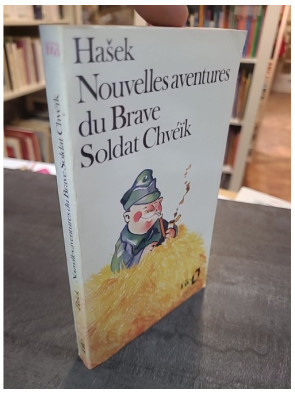 Hašek
Nouvelles aventures
du Brave
Soldat Chvéïk
Nouvelles aventures du Brave Soldat Chvéïk